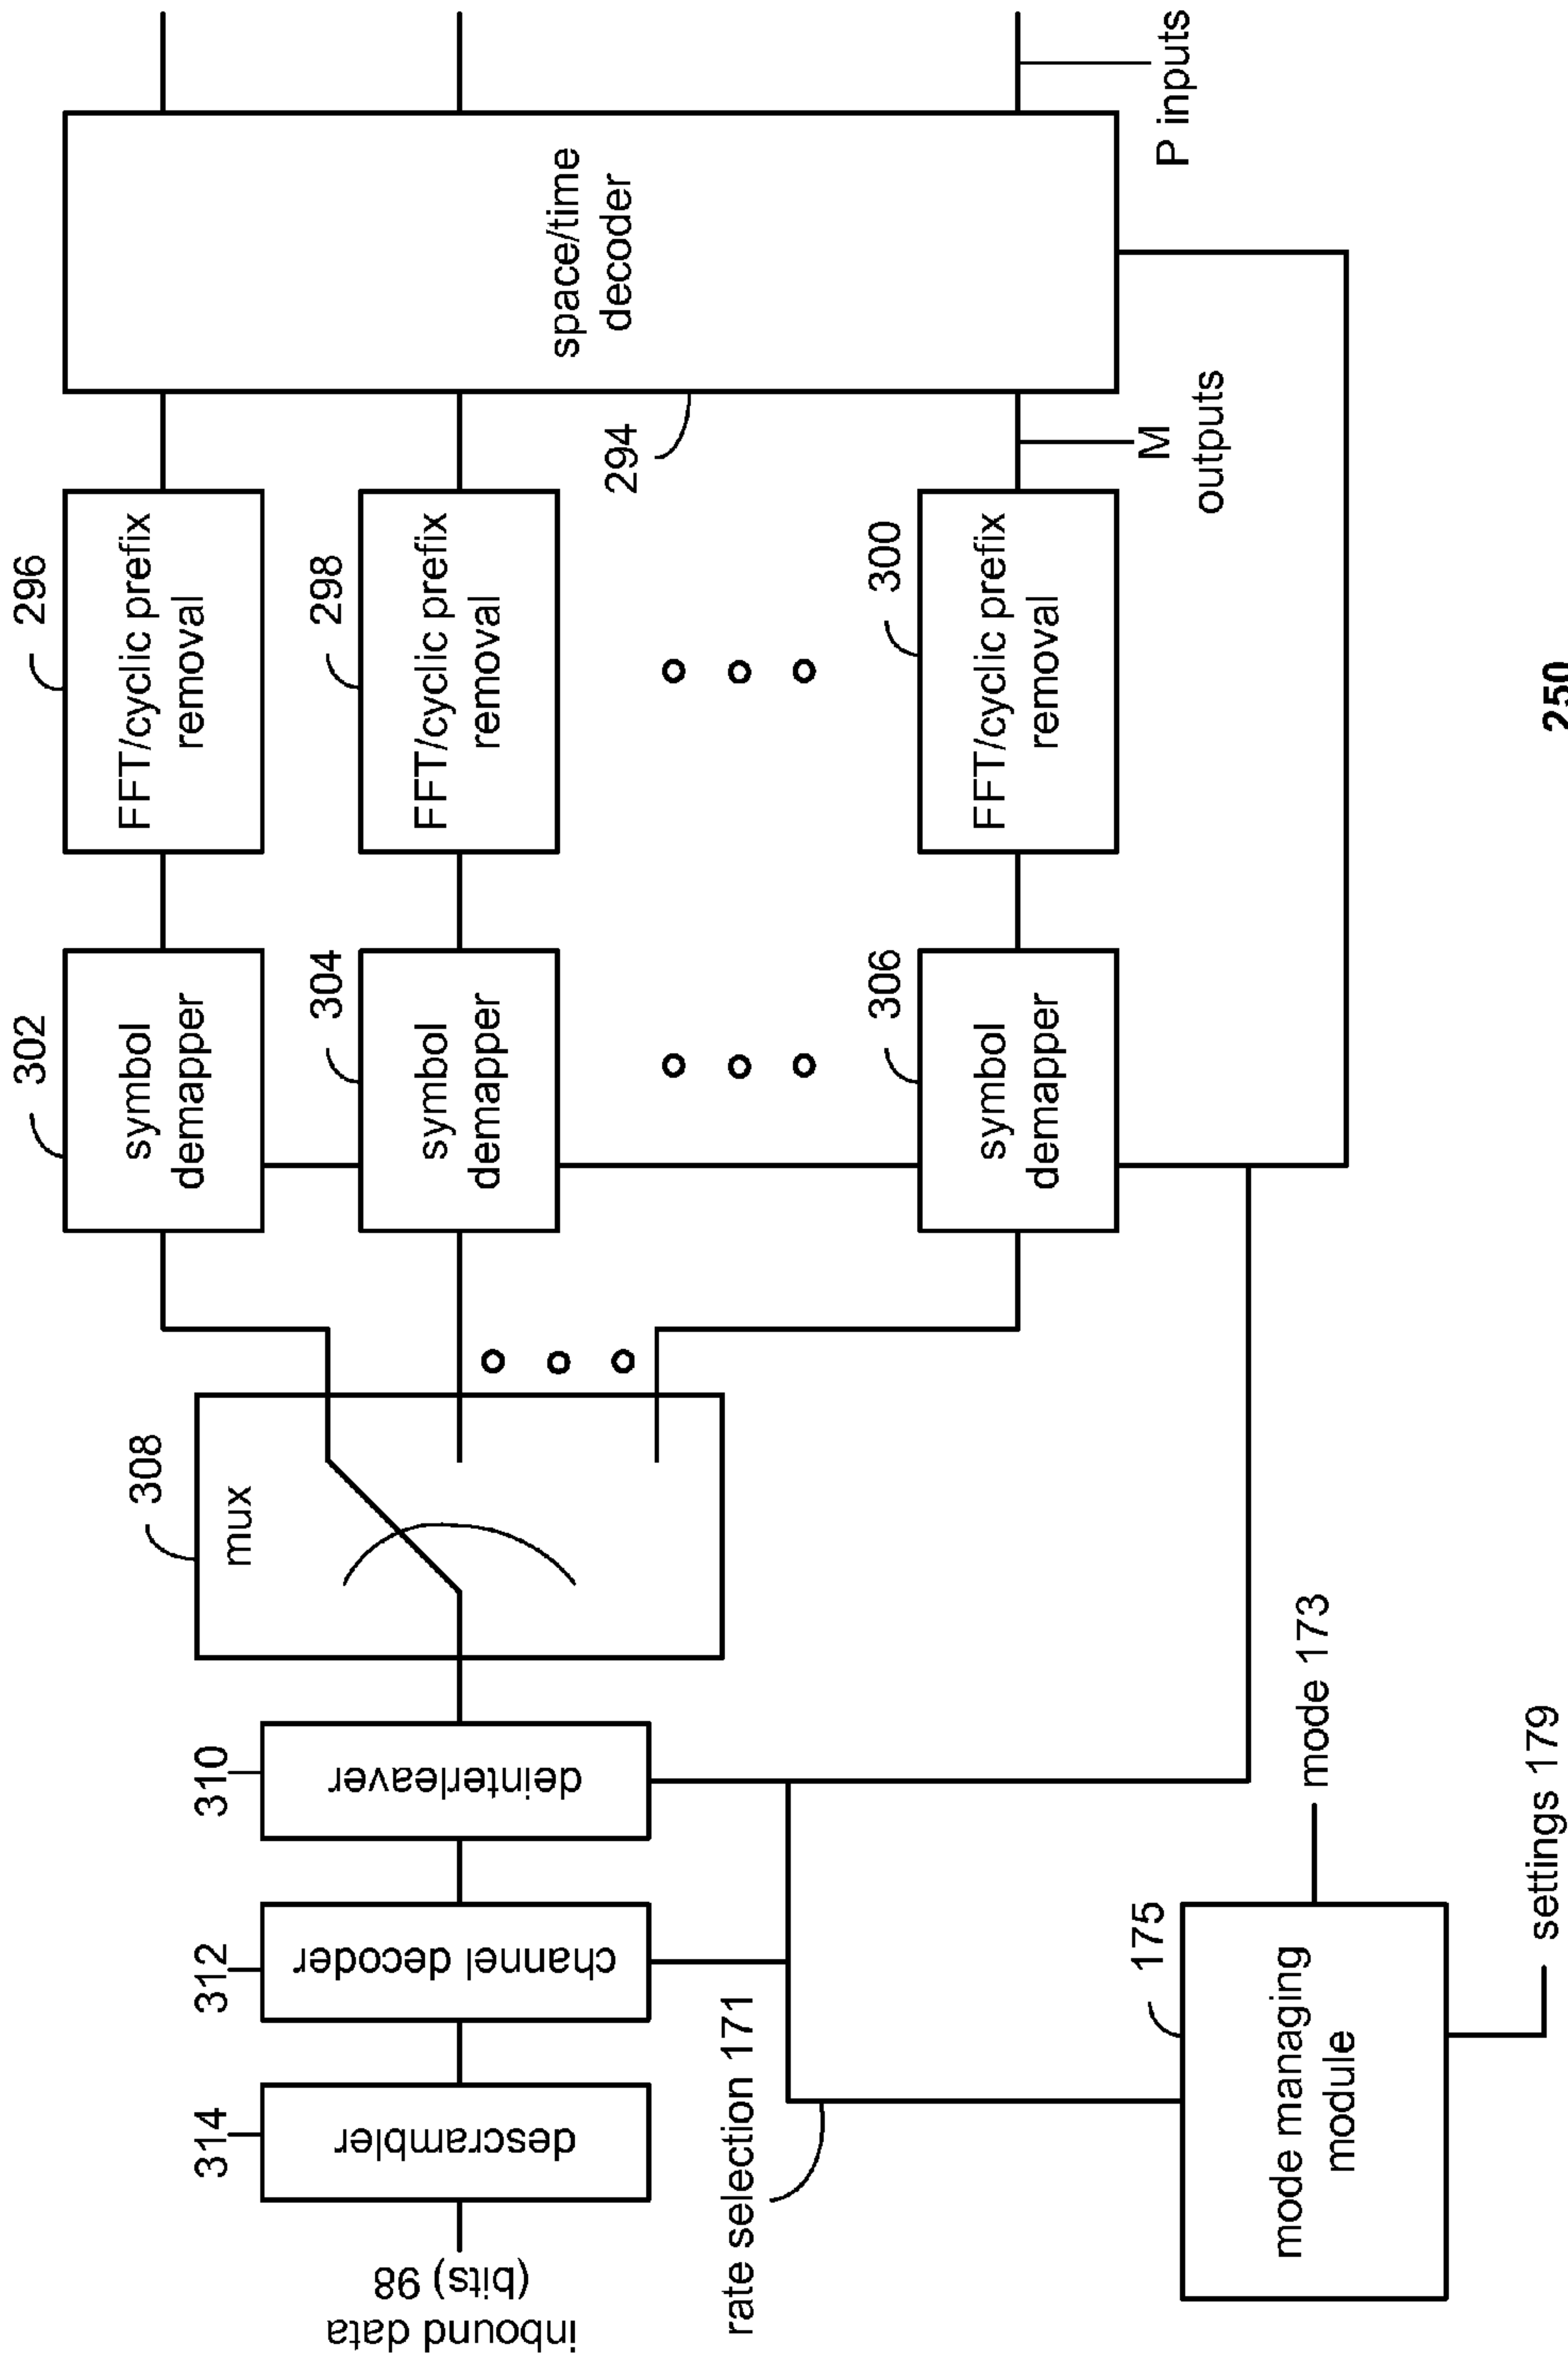 302
symbol
demapper
296
FFT/cyclic prefix
removal
308
mux
304
symbol
demapper
298
FFT/cyclic prefix
removal
space/time
decoder
294
314
descrambler
312
channel decoder
310
deinterleaver
inbound data
(bits) 98
306
symbol
demapper
300
FFT/cyclic prefix
removal
M
outputs
P inputs
rate selection 171
175
mode managing
module
mode 173
settings 179
250